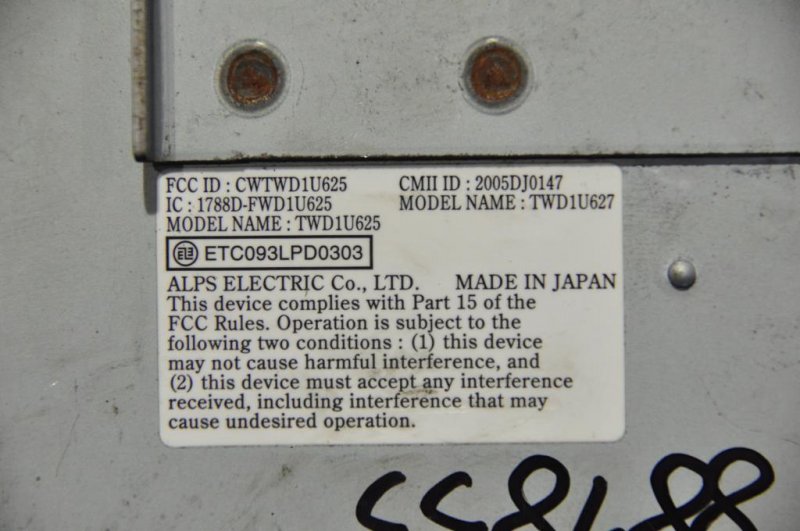 FCC ID : CWTWD1U625 CMII ID : 2005DJ0147
IC : 1788D-FWD1U625 MODEL NAME : TWD1U627
MODEL NAME : TWD1U625
ETC093LPD0303
ALPS ELECTRIC Co., LTD. MADE IN JAPAN
This device complies with Part 15 of the
FCC Rules. Operation is subject to the
following two conditions : (1) this device
may not cause harmful interference, and
(2) this device must accept any interference
received, including interference that may
cause undesired operation.